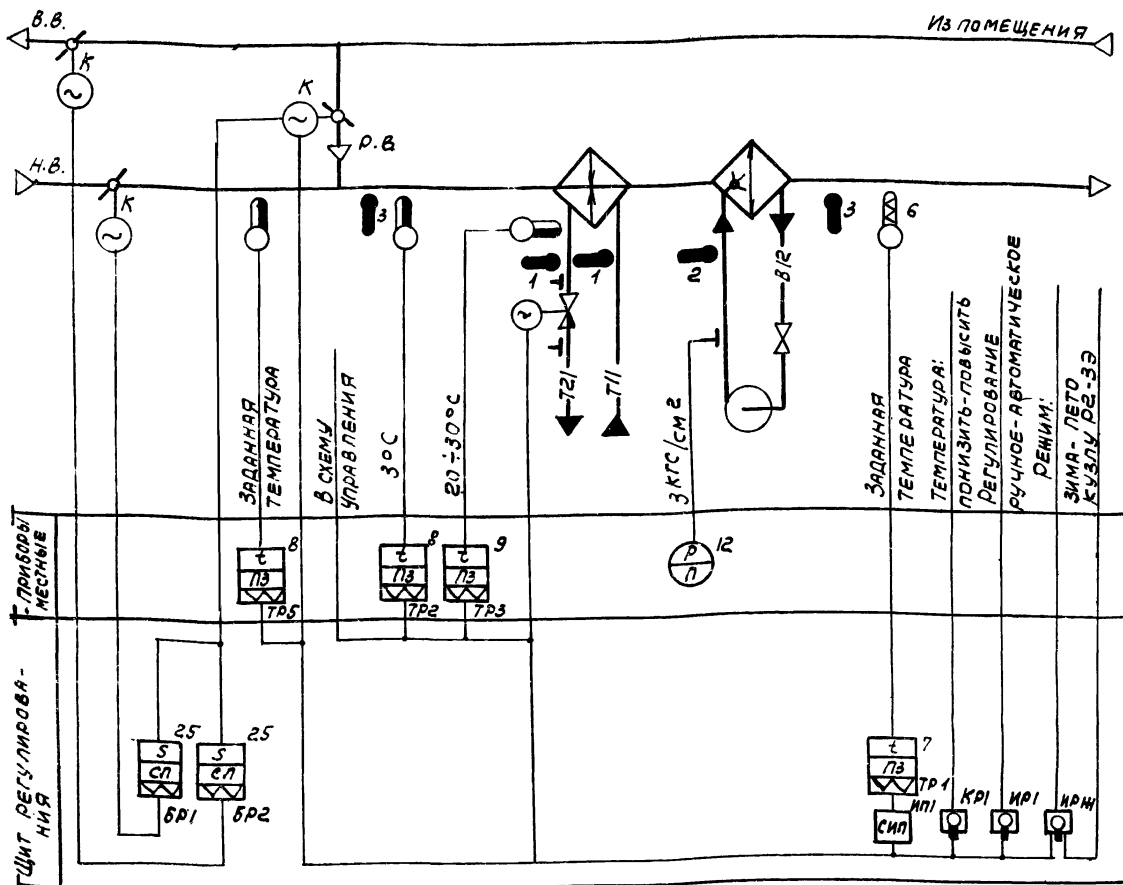 В.В.
ИЗ ПОМЕЩЕНИЯ
К
К
Р.В.
Н.В.
К
3
3
6
1
1
2
В12
Т21
Т11
ЗАДАННАЯ
ТЕМПЕРАТУРА
В СХЕМУ
УПРАВЛЕНИЯ
3°С
20÷30°С
3 КГС/СМ2
ЗАДАННАЯ
ТЕМПЕРАТУРА
ТЕМПЕРАТУРА:
ПОНИЗИТЬ-ПОВЫСИТЬ
РЕГУЛИРОВАНИЕ
РУЧНОЕ-АВТОМАТИЧЕСКОЕ
РЕЖИМ:
ЗИМА-ЛЕТО
К УЗЛУ Р2-ЗЭ
ПРИБОРЫ
МЕСТНЫЕ
8
t
ПЗ
ТР5
8
t
ПЗ
ТР2
9
t
ПЗ
ТР3
12
Р
П
ЩИТ РЕГУЛИРОВА-
НИЯ
25
S
СП
БР1
25
S
СП
БР2
7
t
ПЗ
ТР1
ИП1
СИП
КР1
ИР1
ИРЖ